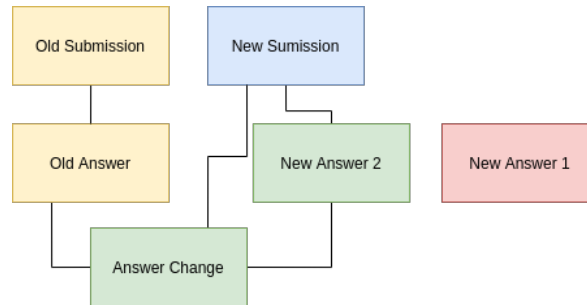 Old Submission
New Sumission
Old Answer
New Answer 2
New Answer 1
Answer Change